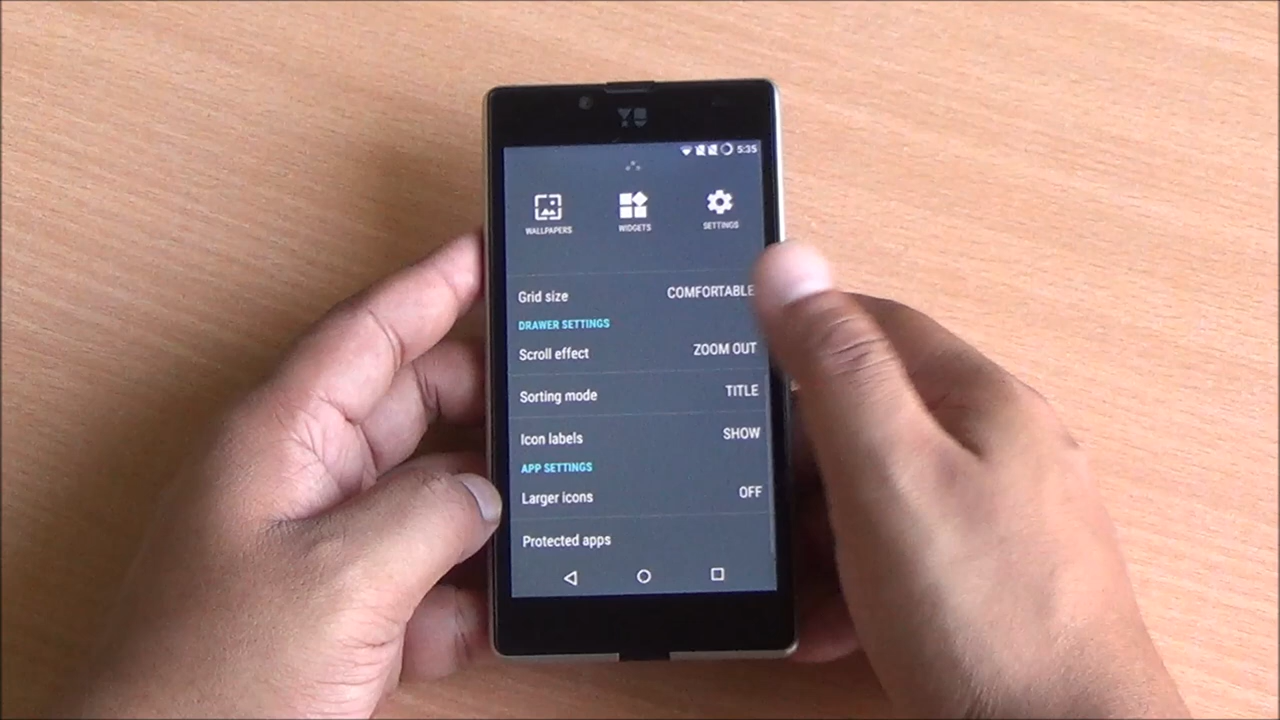 YU
5:35
WALLPAPERS WIDGETS SETTINGS
Grid size COMFORTABLE
DRAWER SETTINGS
Scroll effect ZOOM OUT
Sorting mode TITLE
Icon labels SHOW
APP SETTINGS
Larger icons OFF
Protected apps